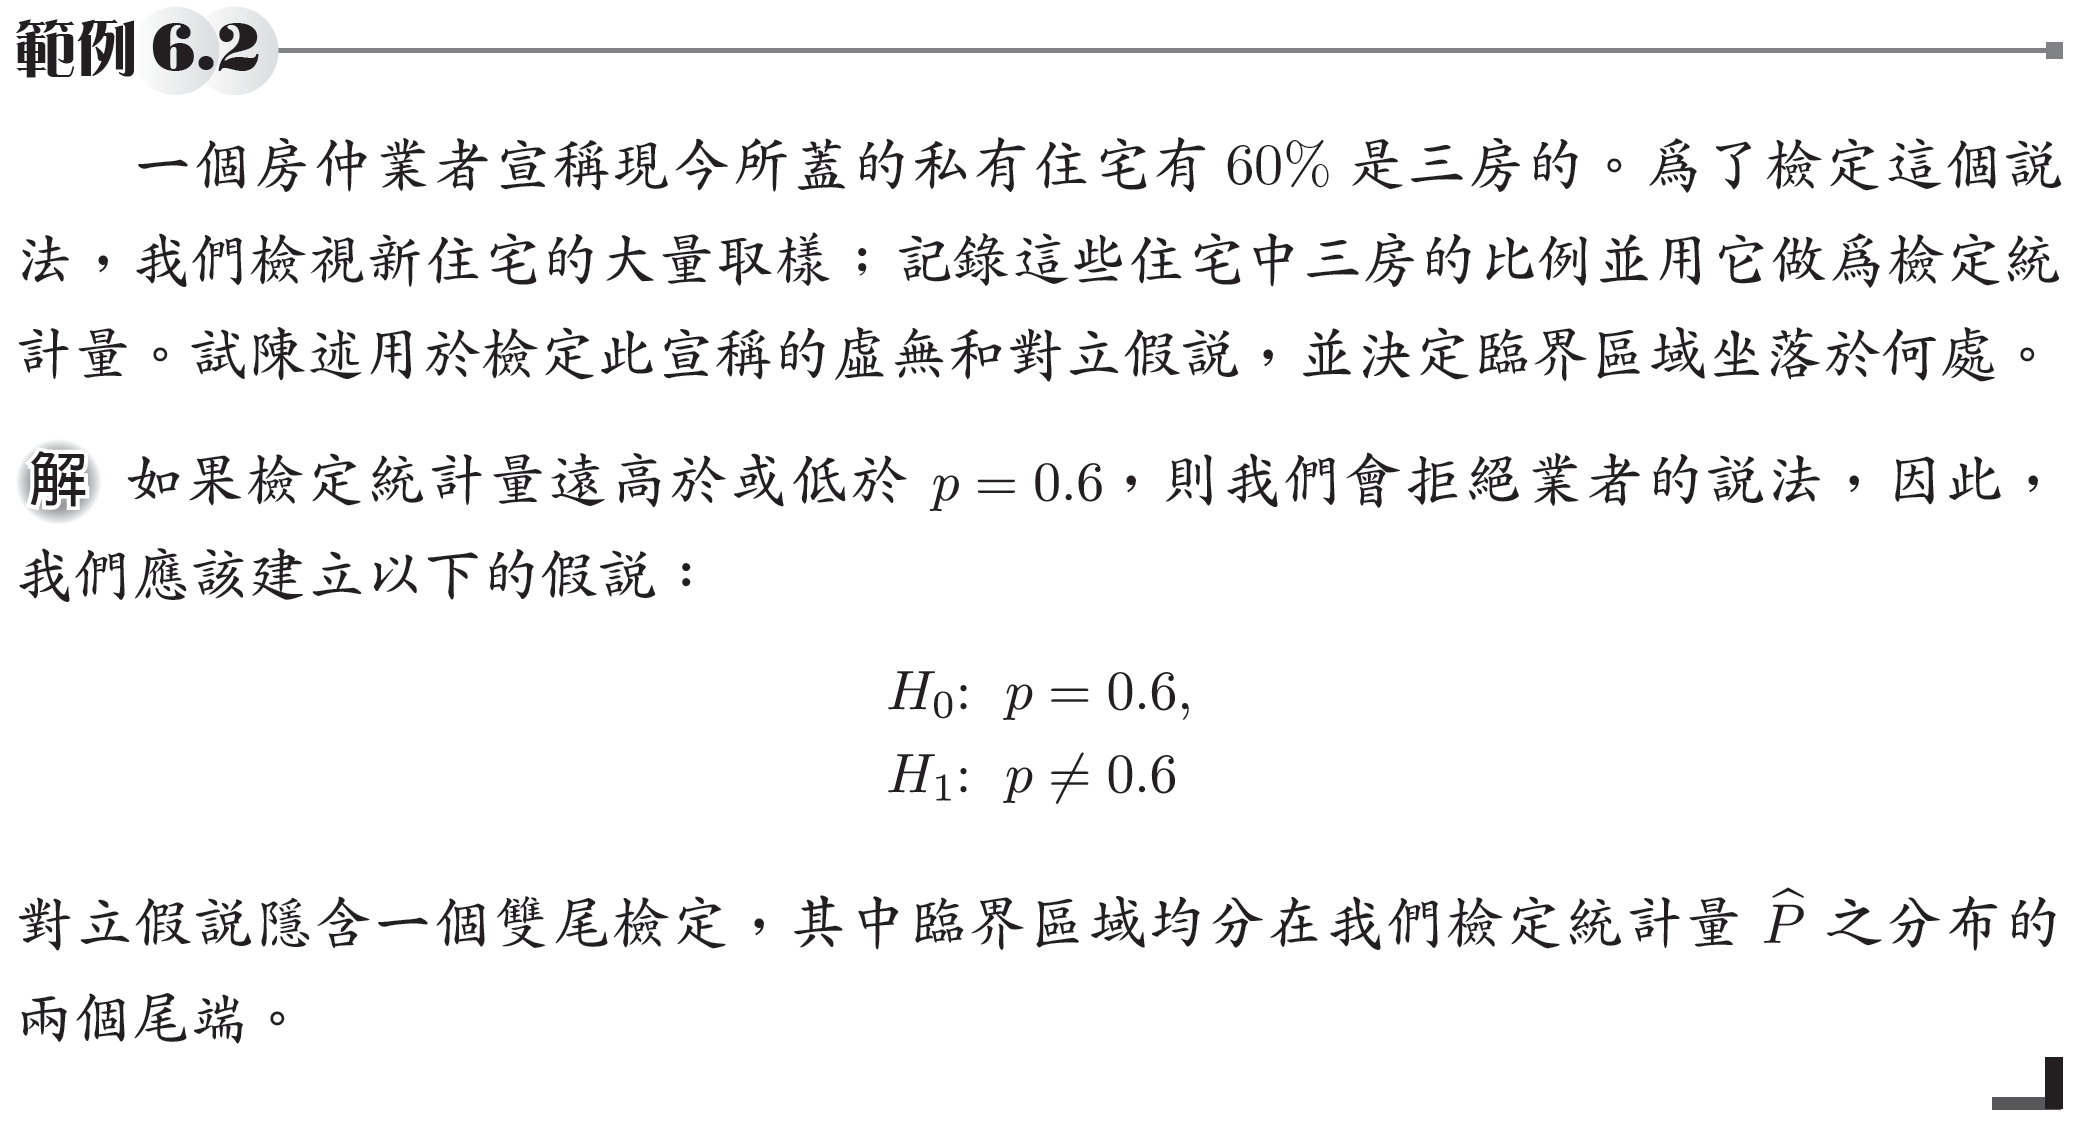 範例 6.2
一個房仲業者宣稱現今所蓋的私有住宅有 60% 是三房的。為了檢定這個說
法，我們檢視新住宅的大量取樣；記錄這些住宅中三房的比例並用它做為檢定統
計量。試陳述用於檢定此宣稱的虛無和對立假說，並決定臨界區域坐落於何處。
解 如果檢定統計量遠高於或低於 p = 0.6，則我們會拒絕業者的說法，因此，
我們應該建立以下的假說：
H₀: p = 0.6,
H₁: p ≠ 0.6
對立假說隱含一個雙尾檢定，其中臨界區域均分在我們檢定統計量 P̂ 之分布的
兩個尾端。